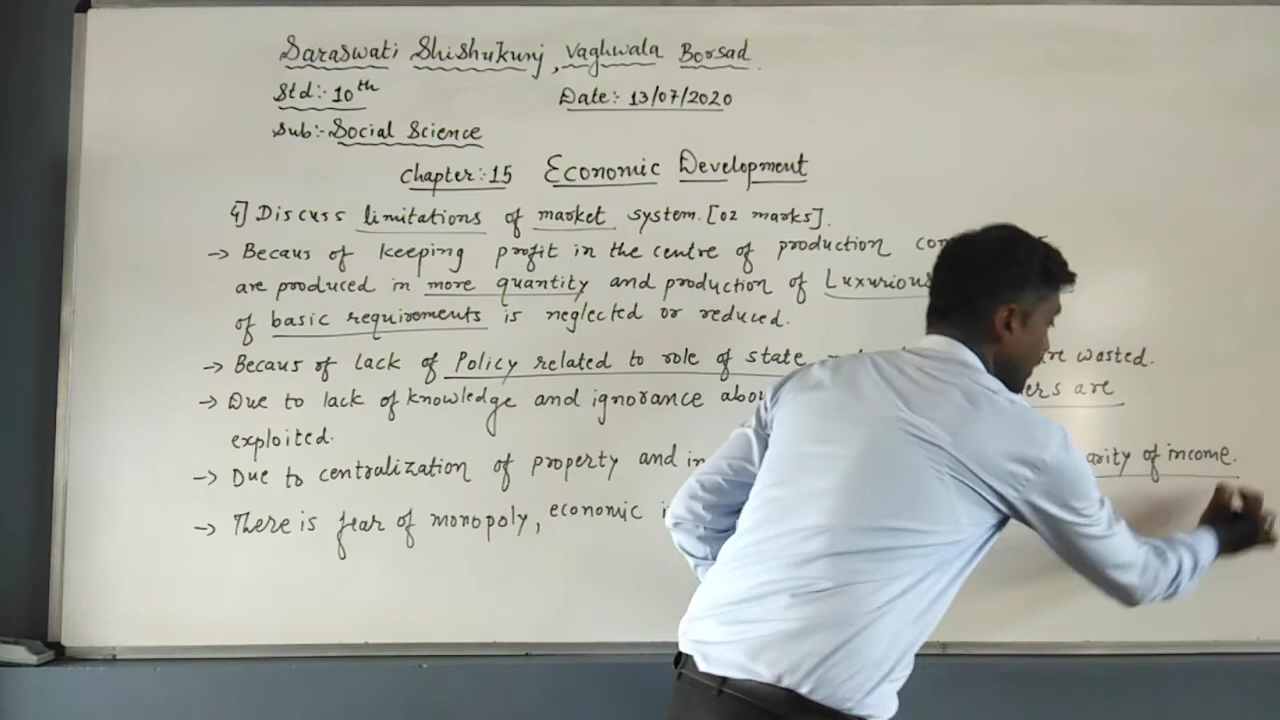 Saraswati Shishukunj, Vaghwala Borsad.
Std:- 10th Date:- 13/07/2020
Sub:- Social Science
Chapter:-15 Economic Development
4] Discuss limitations of market system. [02 marks].
→ Becaus of keeping profit in the centre of production
are produced in more quantity and production of Luxurious
of basic requirements is neglected or reduced.
→ Becaus of lack of Policy related to role of state are wasted.
→ Due to lack of knowledge and ignorance are
exploited.
→ Due to centralization of property and of income.
→ There is fear of monopoly, economic